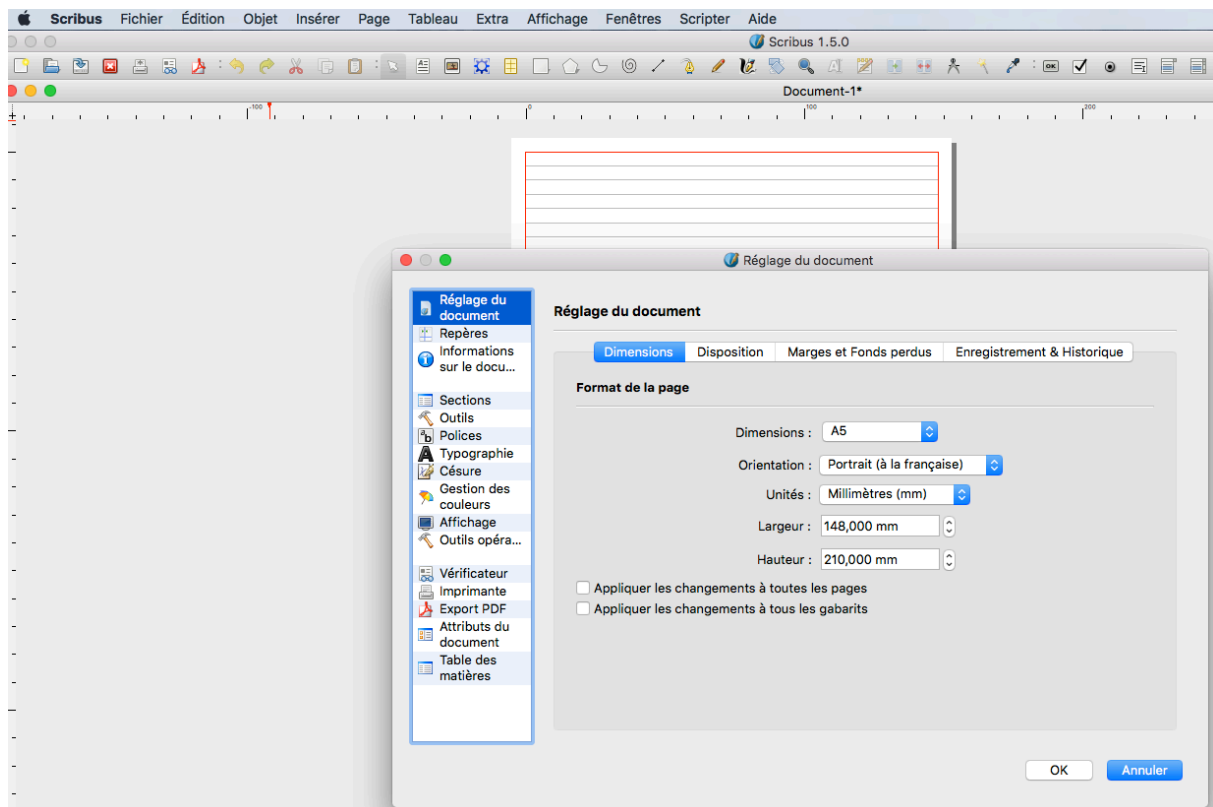 Scribus Fichier Édition Objet Insérer Page Tableau Extra Affichage Fenêtres Scripter Aide
Scribus 1.5.0
OK
Document-1*
-100 0 100 200
Réglage du document
Réglage du
document
Repères
Informations
sur le docu...
Sections
Outils
Polices
Typographie
Césure
Gestion des
couleurs
Affichage
Outils opéra...
Vérificateur
Imprimante
Export PDF
Attributs du
document
Table des
matières
Réglage du document
Dimensions Disposition Marges et Fonds perdus Enregistrement & Historique
Format de la page
Dimensions : A5
Orientation : Portrait (à la française)
Unités : Millimètres (mm)
Largeur : 148,000 mm
Hauteur : 210,000 mm
Appliquer les changements à toutes les pages
Appliquer les changements à tous les gabarits
OK Annuler